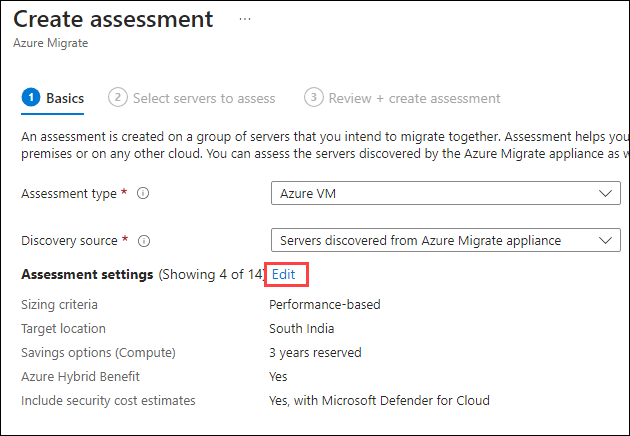 Create assessment ...
Azure Migrate
1 Basics 2 Select servers to assess 3 Review + create assessment
An assessment is created on a group of servers that you intend to migrate together. Assessment helps you
premises or on any other cloud. You can assess the servers discovered by the Azure Migrate appliance as w
Assessment type * Azure VM
Discovery source * Servers discovered from Azure Migrate appliance
Assessment settings (Showing 4 of 14) Edit
Sizing criteria Performance-based
Target location South India
Savings options (Compute) 3 years reserved
Azure Hybrid Benefit Yes
Include security cost estimates Yes, with Microsoft Defender for Cloud